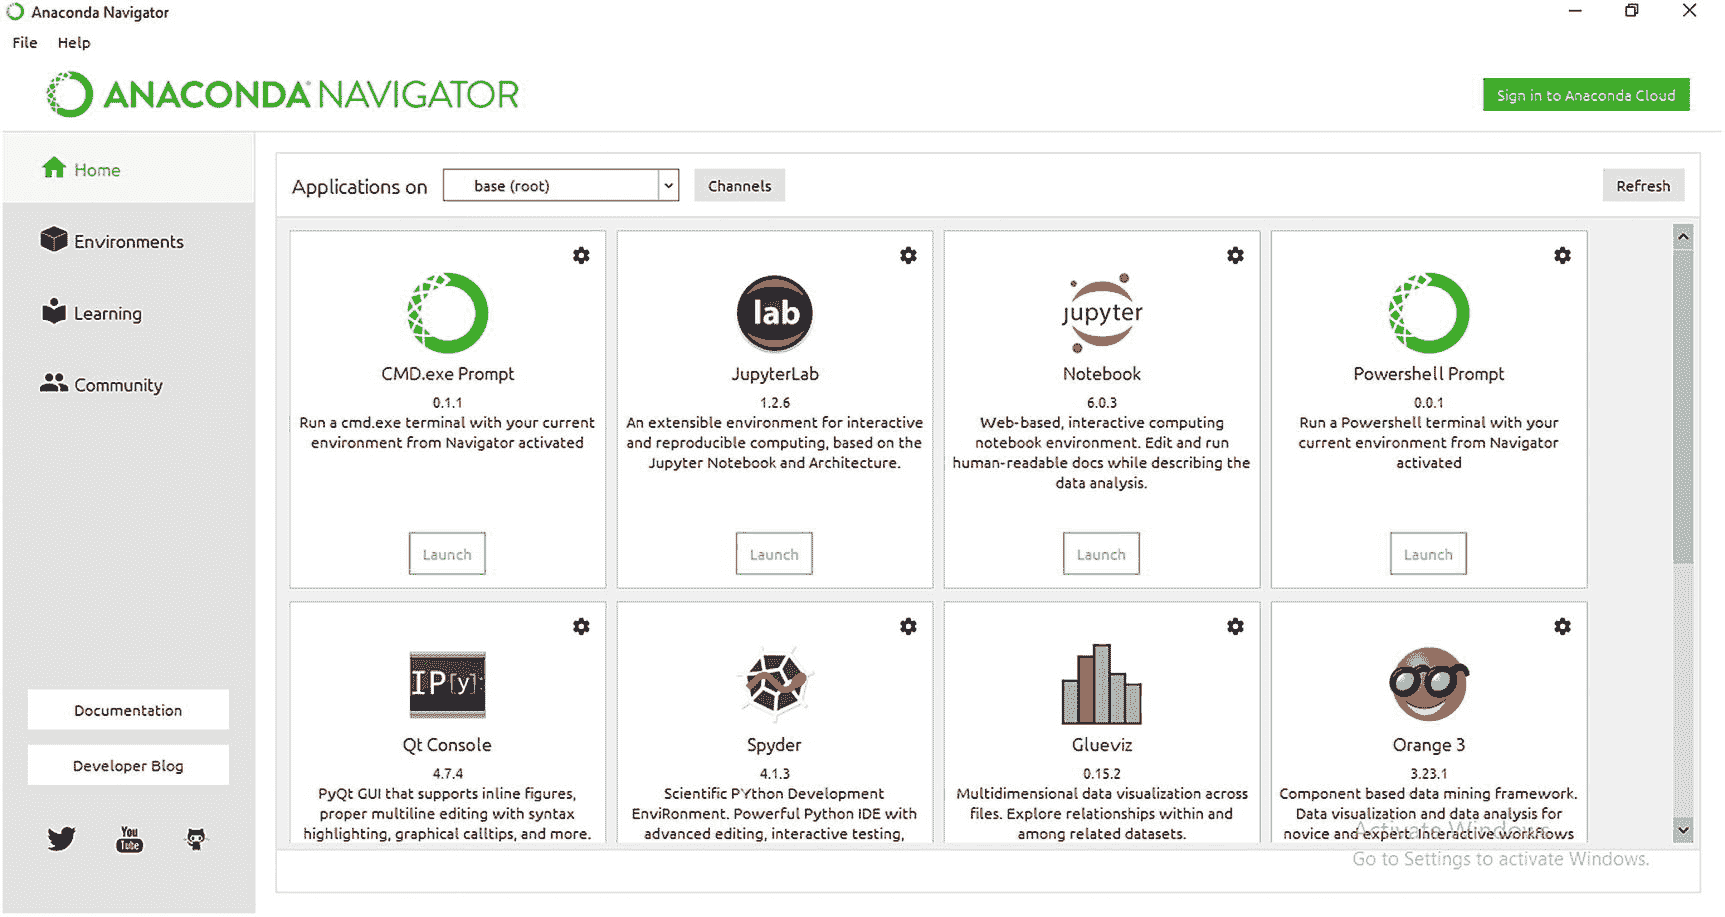 Anaconda Navigator
File Help
ANACONDA NAVIGATOR
Sign in to Anaconda Cloud
Home
Environments
Learning
Community
Documentation
Developer Blog
You
Tube
Applications on base (root) Channels Refresh
lab
jupyter
CMD.exe Prompt
0.1.1
Run a cmd.exe terminal with your current
environment from Navigator activated
Launch
JupyterLab
1.2.6
An extensible environment for interactive
and reproducible computing, based on the
Jupyter Notebook and Architecture.
Launch
Notebook
6.0.3
Web-based, interactive computing
notebook environment. Edit and run
human-readable docs while describing the
data analysis.
Launch
Powershell Prompt
0.0.1
Run a Powershell terminal with your
current environment from Navigator
activated
Launch
IP[y]:
Qt Console
4.7.4
PyQt GUI that supports inline figures,
proper multiline editing with syntax
highlighting, graphical calltips, and more.
Spyder
4.1.3
Scientific PYthon Development
EnviRonment. Powerful Python IDE with
advanced editing, interactive testing,
Glueviz
0.15.2
Multidimensional data visualization across
files. Explore relationships within and
among related datasets.
Orange 3
3.23.1
Component based data mining framework.
Data visualization and data analysis for
novice and expert. Interactive workflows
Activate Windows
Go to Settings to activate Windows.